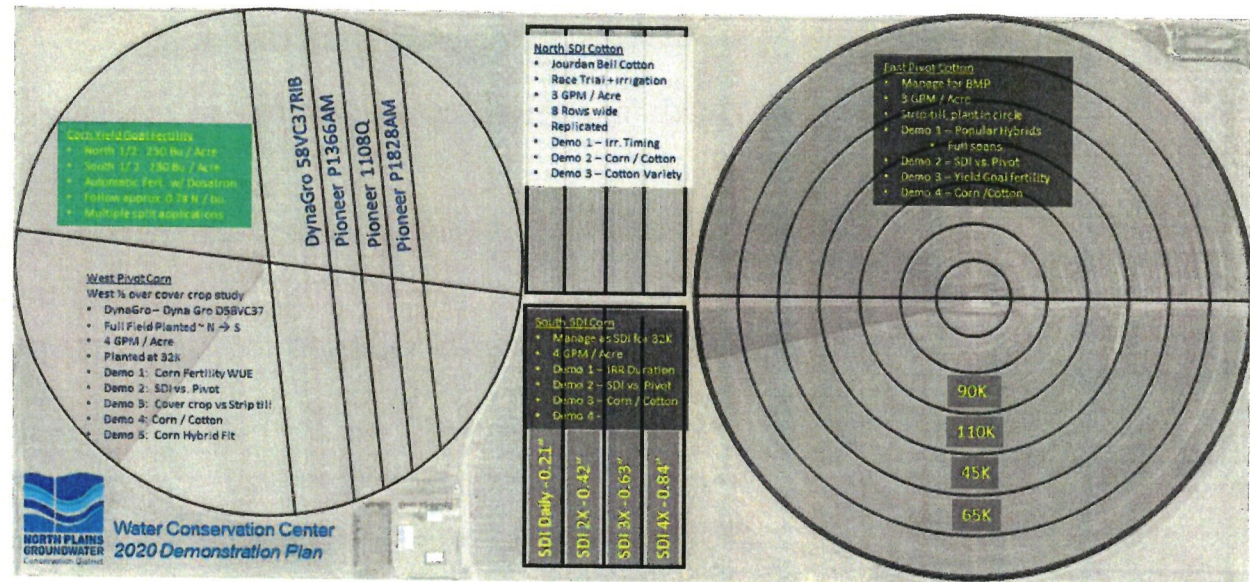 Corn Yield Goal Fertility
• North 1/2: 250 Bu / Acre
• South 1/2: 280 Bu / Acre
• Automatic Fert. w/ Dosatron
• Follow approx. 0.78 N / bu
• Multiple split applications
DynaGro 58VC37RIB
Pioneer P1366AM
Pioneer 1108Q
Pioneer P1828AM
West Pivot Corn
West ½ over cover crop study
• DynaGro – Dyna Gro D58VC37
• Full Field Planted ~ N → S
• 4 GPM / Acre
• Planted at 32K
• Demo 1: Corn Fertility WUE
• Demo 2: SDI vs. Pivot
• Demo 3: Cover crop vs Strip till
• Demo 4: Corn / Cotton
• Demo 5: Corn Hybrid Fit
NORTH PLAINS
GROUNDWATER
Conservation District
Water Conservation Center
2020 Demonstration Plan
North SDI Cotton
• Jourdan Bell Cotton
• Race Trial + irrigation
• 3 GPM / Acre
• 8 Rows wide
• Replicated
• Demo 1 – Irr. Timing
• Demo 2 – Corn / Cotton
• Demo 3 – Cotton Variety
South SDI Corn
• Manage as SDI for 32K
• 4 GPM / Acre
• Demo 1 – IRR Duration
• Demo 2 – SDI vs. Pivot
• Demo 3 – Corn / Cotton
• Demo 4 -
SDI Daily - 0.21"
SDI 2X - 0.42"
SDI 3X - 0.63"
SDI 4X - 0.84"
East Pivot Cotton
• Manage for BMP
• 3 GPM / Acre
• Strip till, plant in circle
• Demo 1 – Popular Hybrids
• Full spans
• Demo 2 – SDI vs. Pivot
• Demo 3 – Yield Goal fertility
• Demo 4 – Corn /Cotton
90K
110K
45K
65K